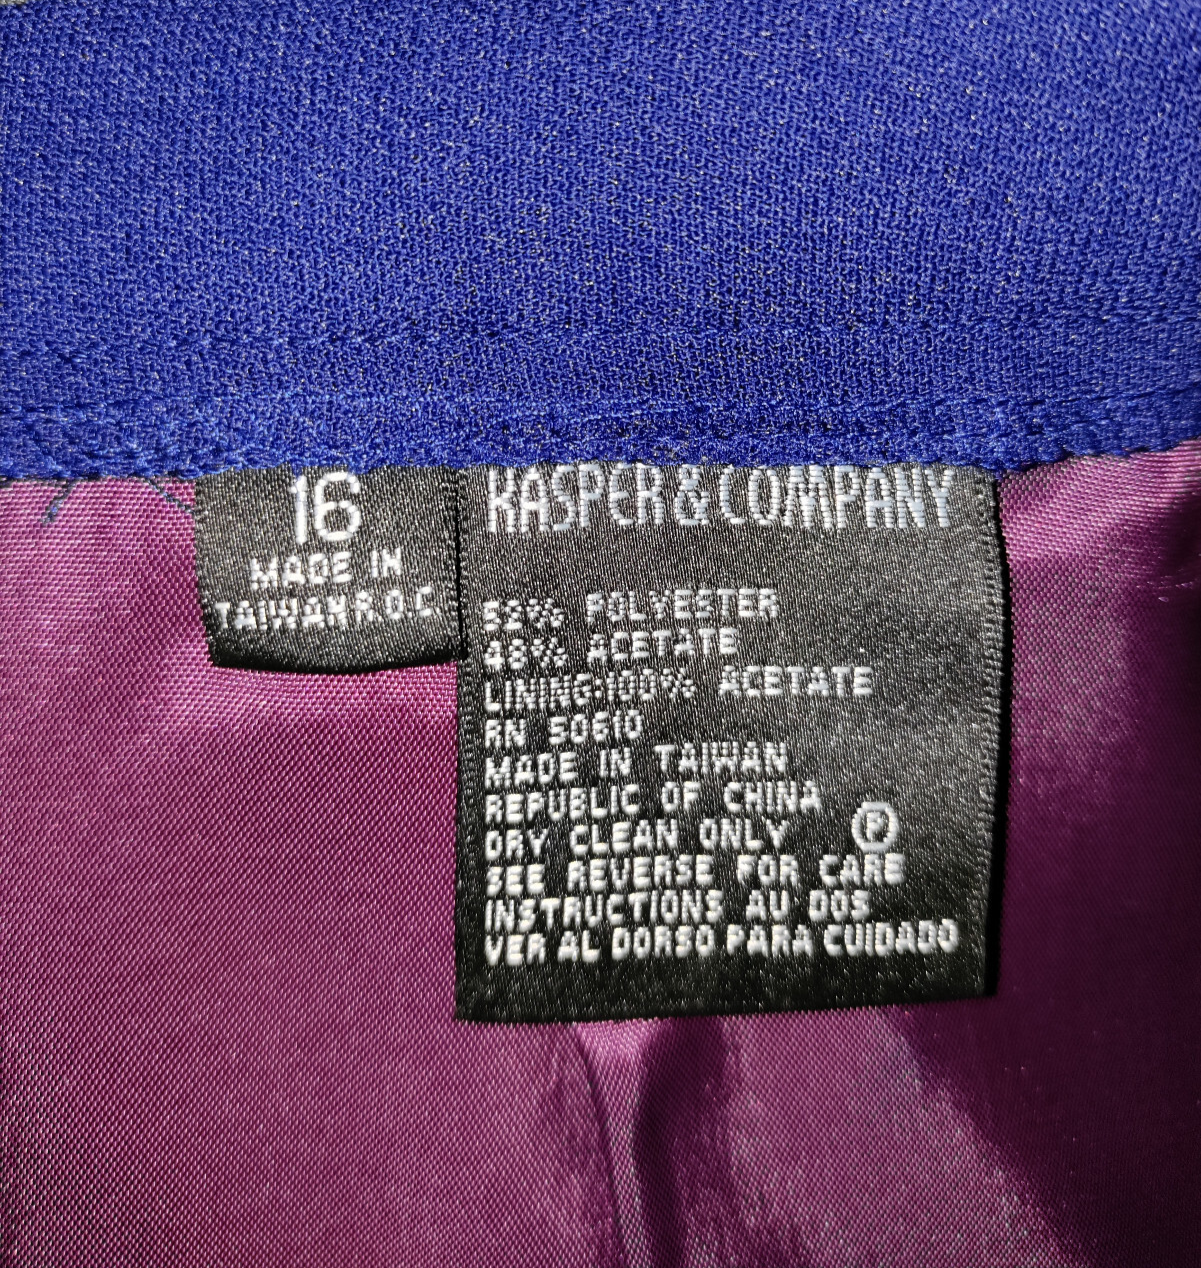 16
MADE IN
TAIWAN R.O.C.
KASPER & COMPANY
52% POLYESTER
48% ACETATE
LINING:100% ACETATE
RN 50610
MADE IN TAIWAN
REPUBLIC OF CHINA
DRY CLEAN ONLY Ⓟ
SEE REVERSE FOR CARE
INSTRUCTIONS AU DOS
VER AL DORSO PARA CUIDADO